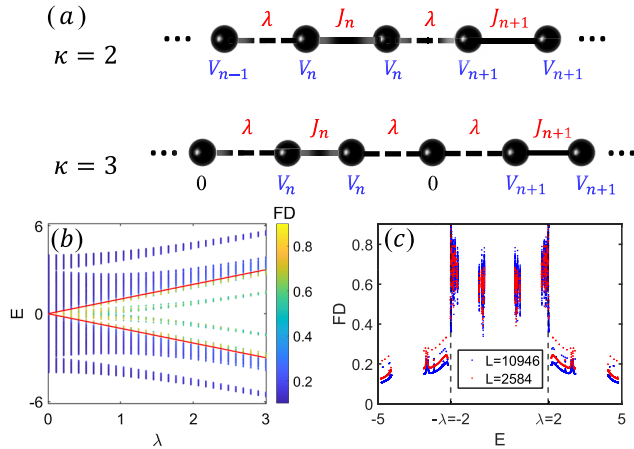 (a)
λ J_n λ J_{n+1}
κ = 2
... ...
V_{n-1} V_n V_n V_{n+1} V_{n+1}
λ J_n λ λ J_{n+1}
κ = 3
... ...
0 V_n V_n 0 V_{n+1} V_{n+1}
(b)
FD
6
0
-6
E
0 1 2 3
λ
0.8
0.6
0.4
0.2
(c)
0.8
0.6
0.4
0.2
0
FD
L=10946
L=2584
-5 -λ=-2 λ=2 5
E